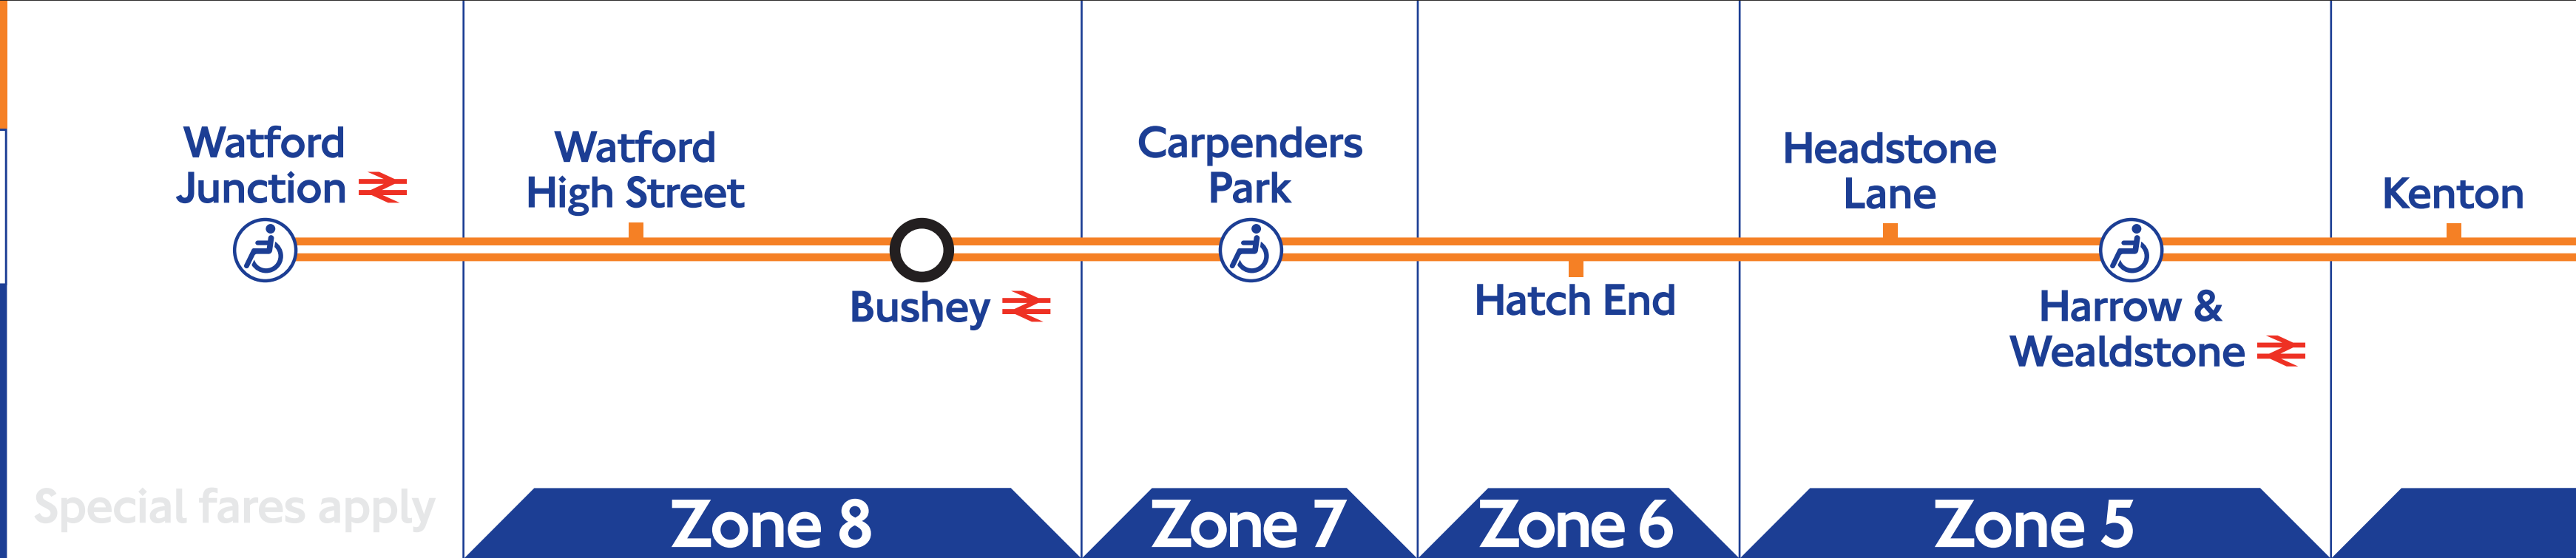 Watford
Junction
Watford
High Street
Bushey
Carpenders
Park
Hatch End
Headstone
Lane
Harrow &
Wealdstone
Kenton
Special fares apply
Zone 8
Zone 7
Zone 6
Zone 5